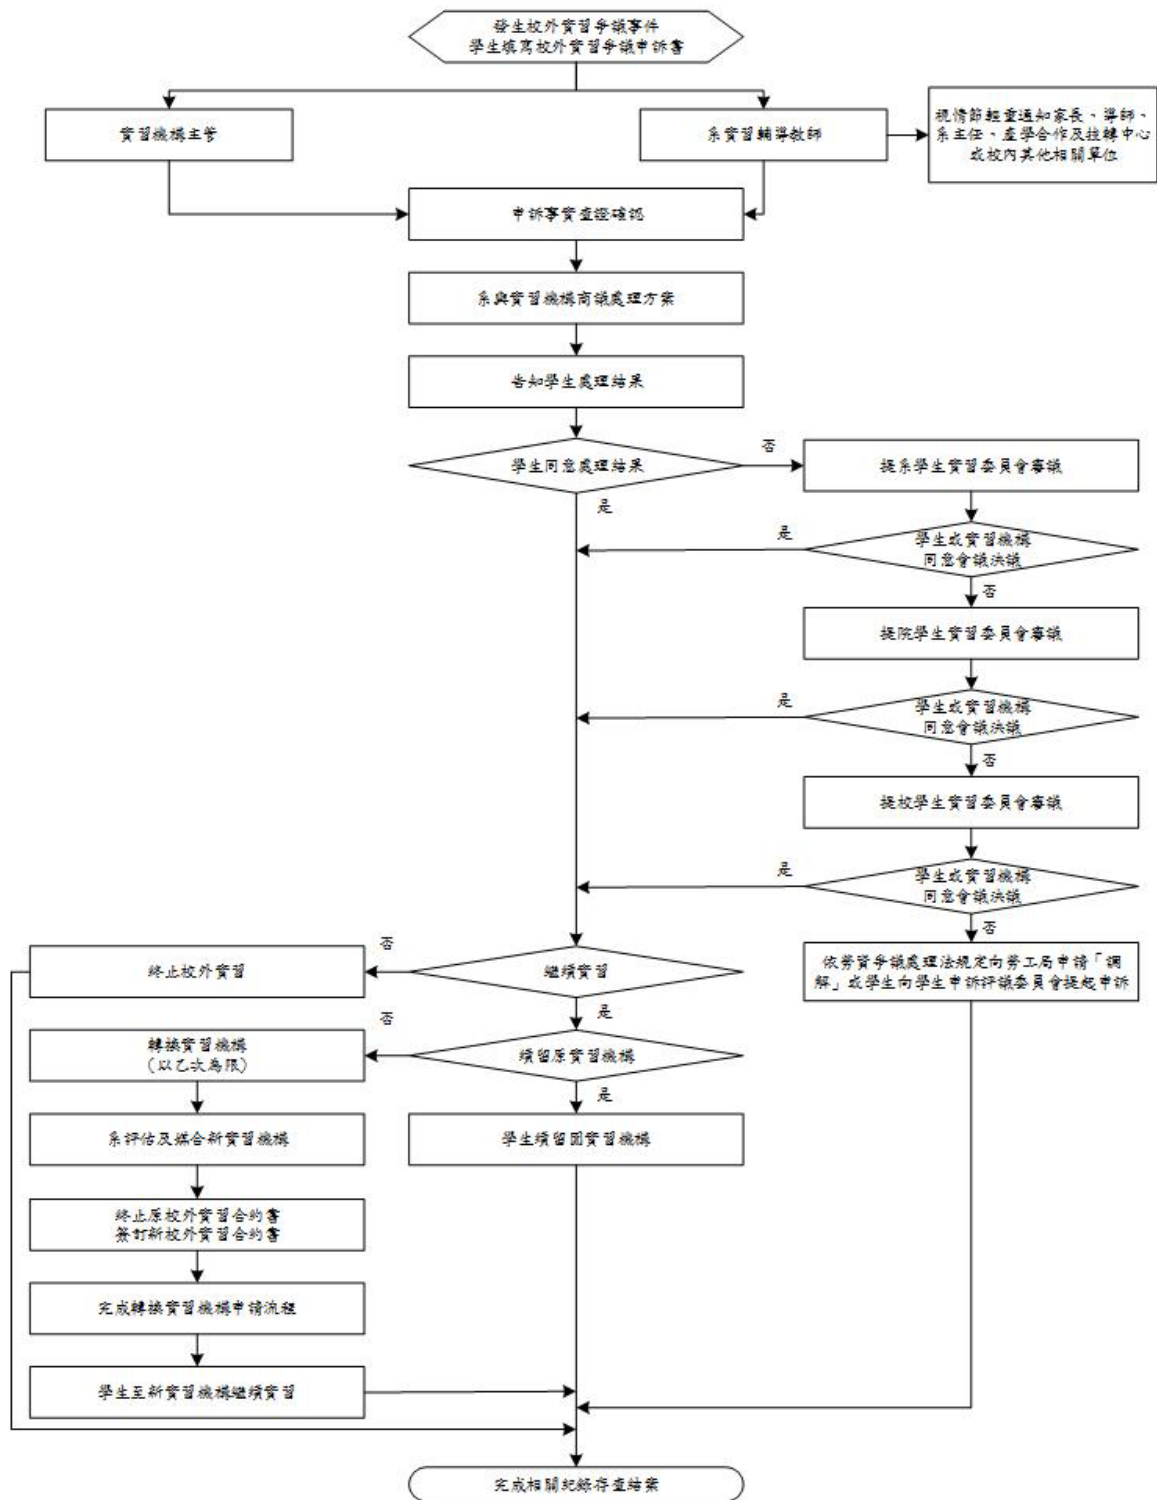 發生校外實習爭議事件
學生填寫校外實習爭議申訴書
實習機構主管
系實習輔導教師
視情節輕重通知家長、導師、
系主任、產學合作及技轉中心
或校內其他相關單位
申訴事實查證確認
系與實習機構商議處理方案
告知學生處理結果
學生同意處理結果
否
是
提系學生實習委員會審議
學生或實習機構
同意會議決議
是
否
提院學生實習委員會審議
學生或實習機構
同意會議決議
是
否
提校學生實習委員會審議
學生或實習機構
同意會議決議
是
否
依勞資爭議處理法規定向勞工局申請「調
解」或學生向學生申訴評議委員會提起申訴
繼續實習
否
是
終止校外實習
續留原實習機構
否
是
轉換實習機構
(以乙次為限)
學生續留回實習機構
系評估及媒合新實習機構
終止原校外實習合約書
簽訂新校外實習合約書
完成轉換實習機構申請流程
學生至新實習機構繼續實習
完成相關紀錄存查結案